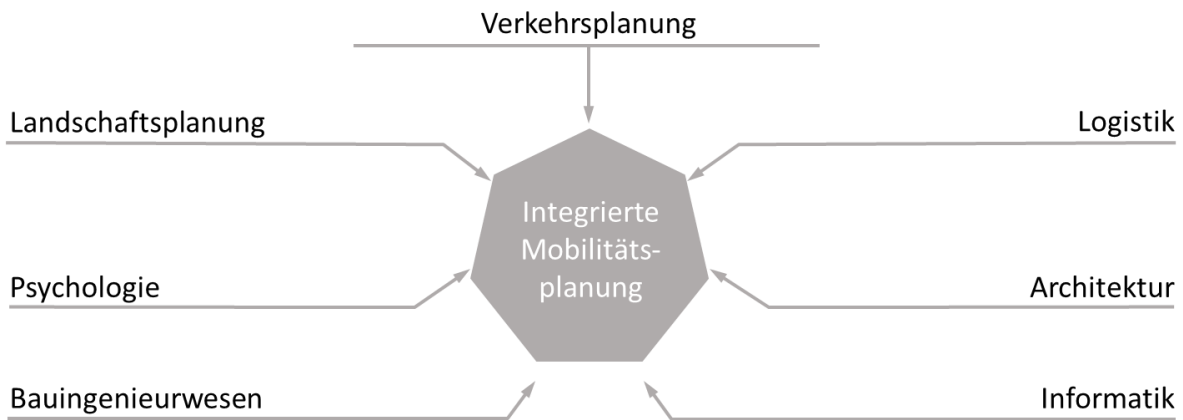 Verkehrsplanung
Landschaftsplanung
Logistik
Integrierte
Mobilitäts-
planung
Psychologie
Architektur
Bauingenieurwesen
Informatik